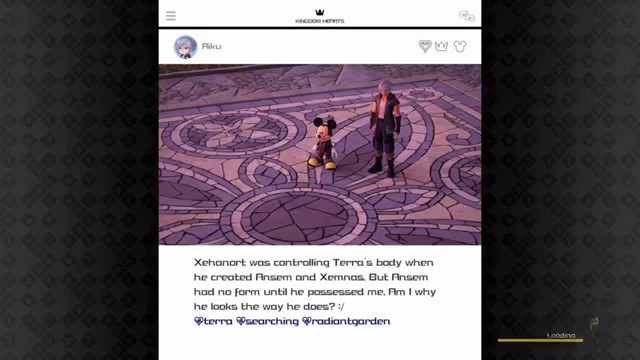 KINGDOM HEARTS
Riku
Xehanort was controlling Terra's body when
he created Ansem and Xemnas. But Ansem
had no form until he possessed me. Am I why
he looks the way he does? :/
terra searching radiantgarden
Loading